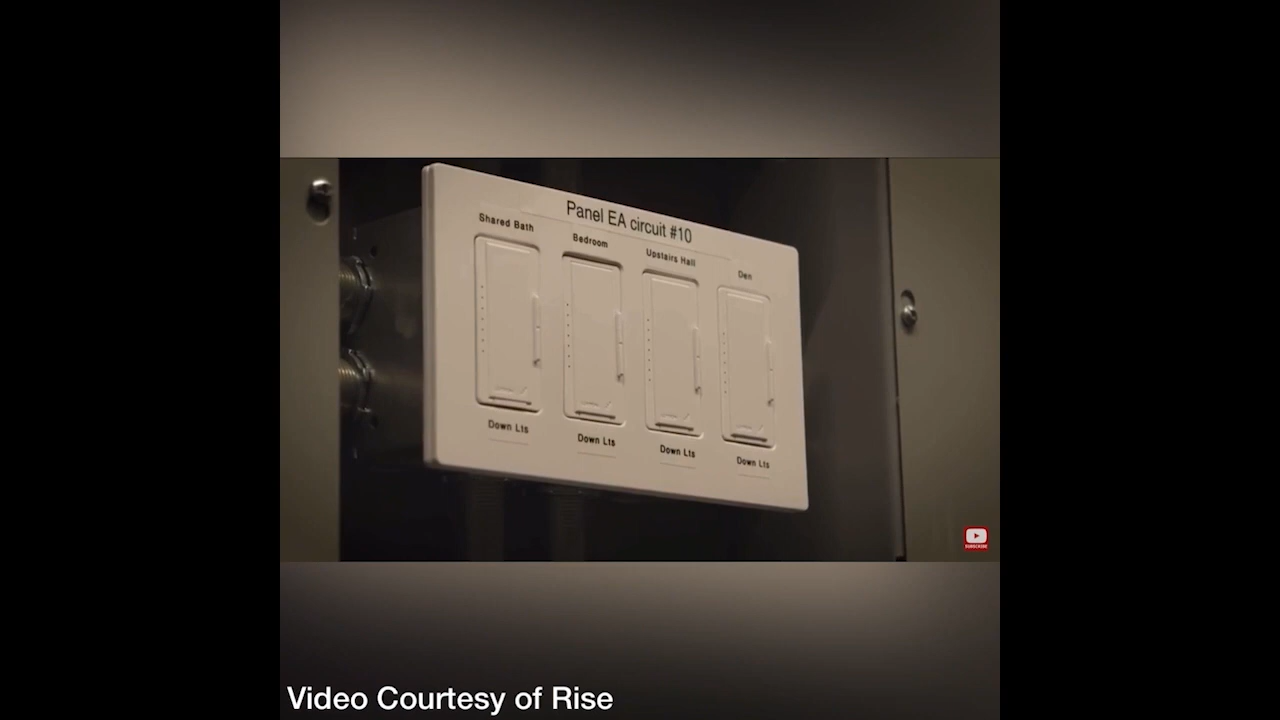 Panel EA circuit #10
Shared Bath
Bedroom
Upstairs Hall
Den
Down Lts
Down Lts
Down Lts
Down Lts
SUBSCRIBE
Video Courtesy of Rise